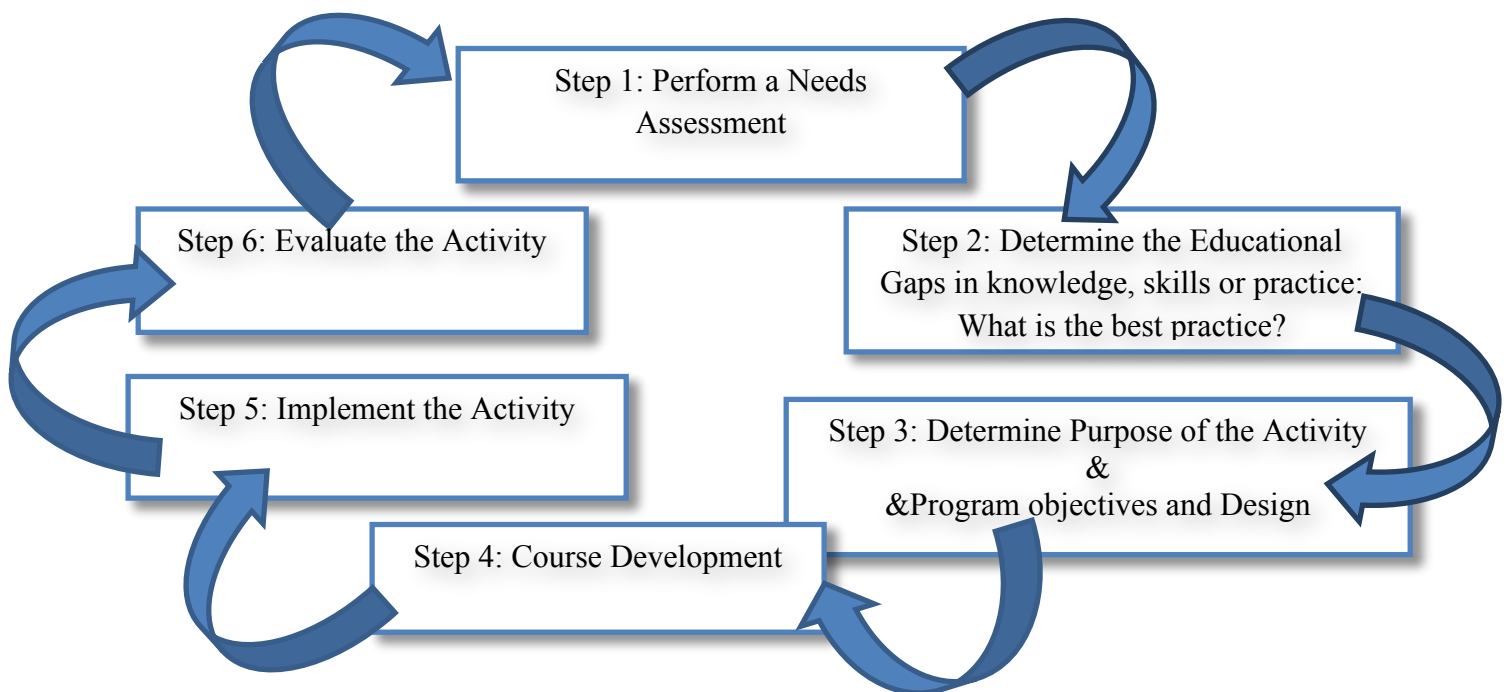 Step 1: Perform a Needs
Assessment
Step 2: Determine the Educational
Gaps in knowledge, skills or practice:
What is the best practice?
Step 3: Determine Purpose of the Activity
&
&Program objectives and Design
Step 4: Course Development
Step 5: Implement the Activity
Step 6: Evaluate the Activity